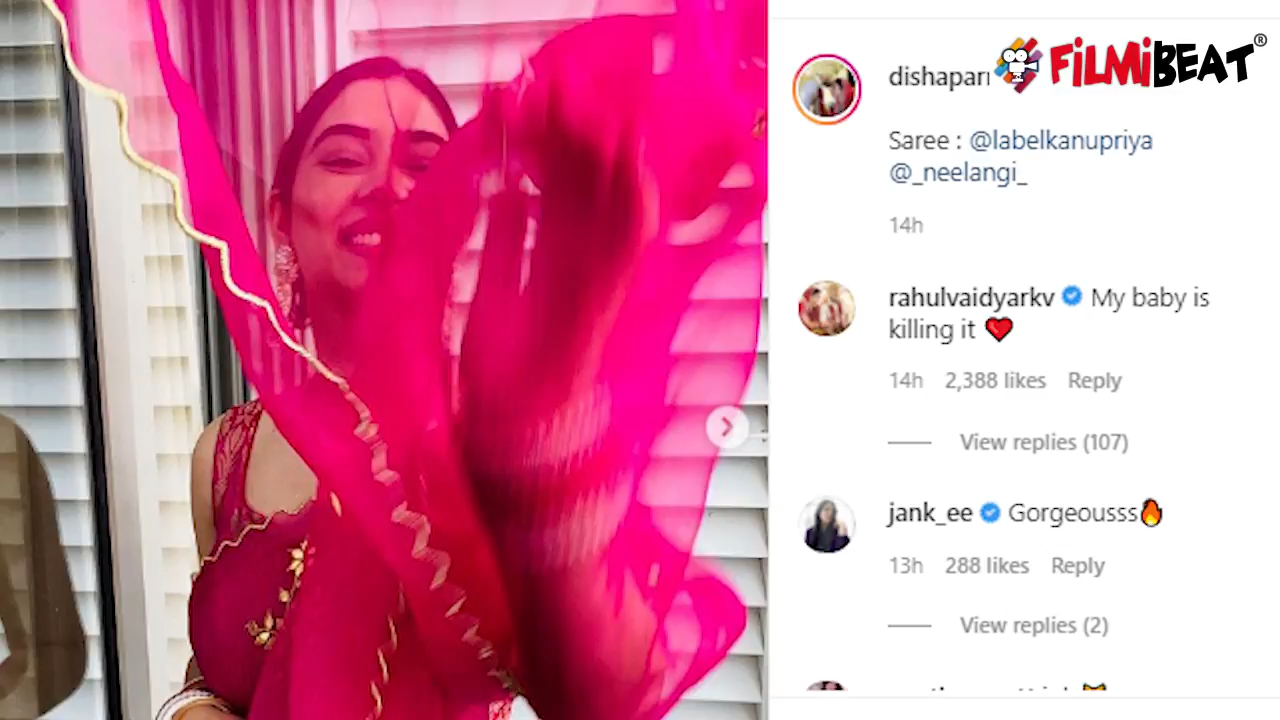 dishapar
FiLMiBEAT®
Saree : @labelkanupriya
@_neelangi_
14h
rahulvaidyarkv My baby is
killing it ❤️
14h 2,388 likes Reply
View replies (107)
jank_ee Gorgeousss🔥
13h 288 likes Reply
View replies (2)